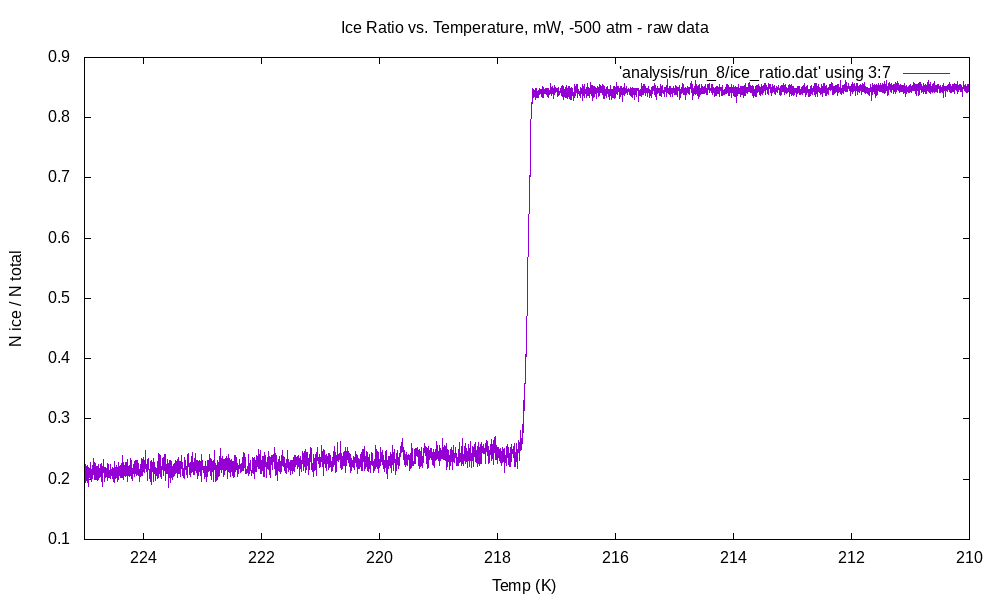 Ice Ratio vs. Temperature, mW, -500 atm - raw data
'analysis/run_8/ice_ratio.dat' using 3:7
N ice / N total
0.9
0.8
0.7
0.6
0.5
0.4
0.3
0.2
0.1
224 222 220 218 216 214 212 210
Temp (K)